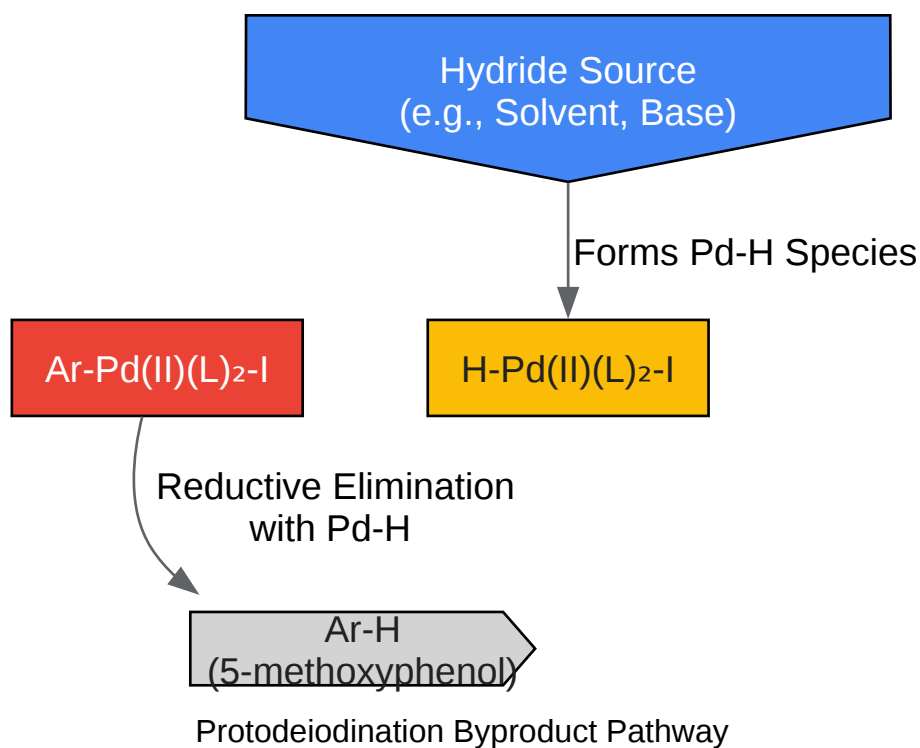 Hydride Source
(e.g., Solvent, Base)
Forms Pd-H Species
Ar-Pd(II)(L)₂-I
H-Pd(II)(L)₂-I
Reductive Elimination
with Pd-H
Ar-H
(5-methoxyphenol)
Protodeiodination Byproduct Pathway